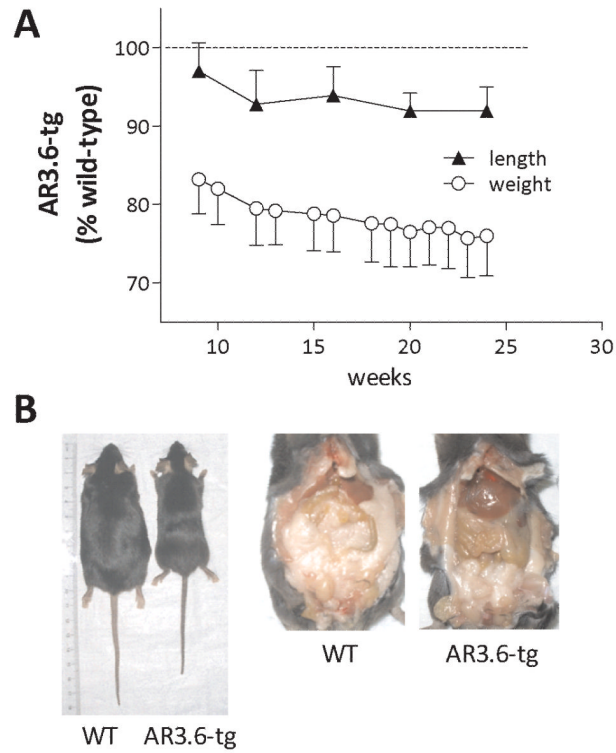 A
AR3.6-tg
(% wild-type)
100
90
80
70
length
weight
10
15
20
25
30
weeks
B
WT
AR3.6-tg
WT
AR3.6-tg